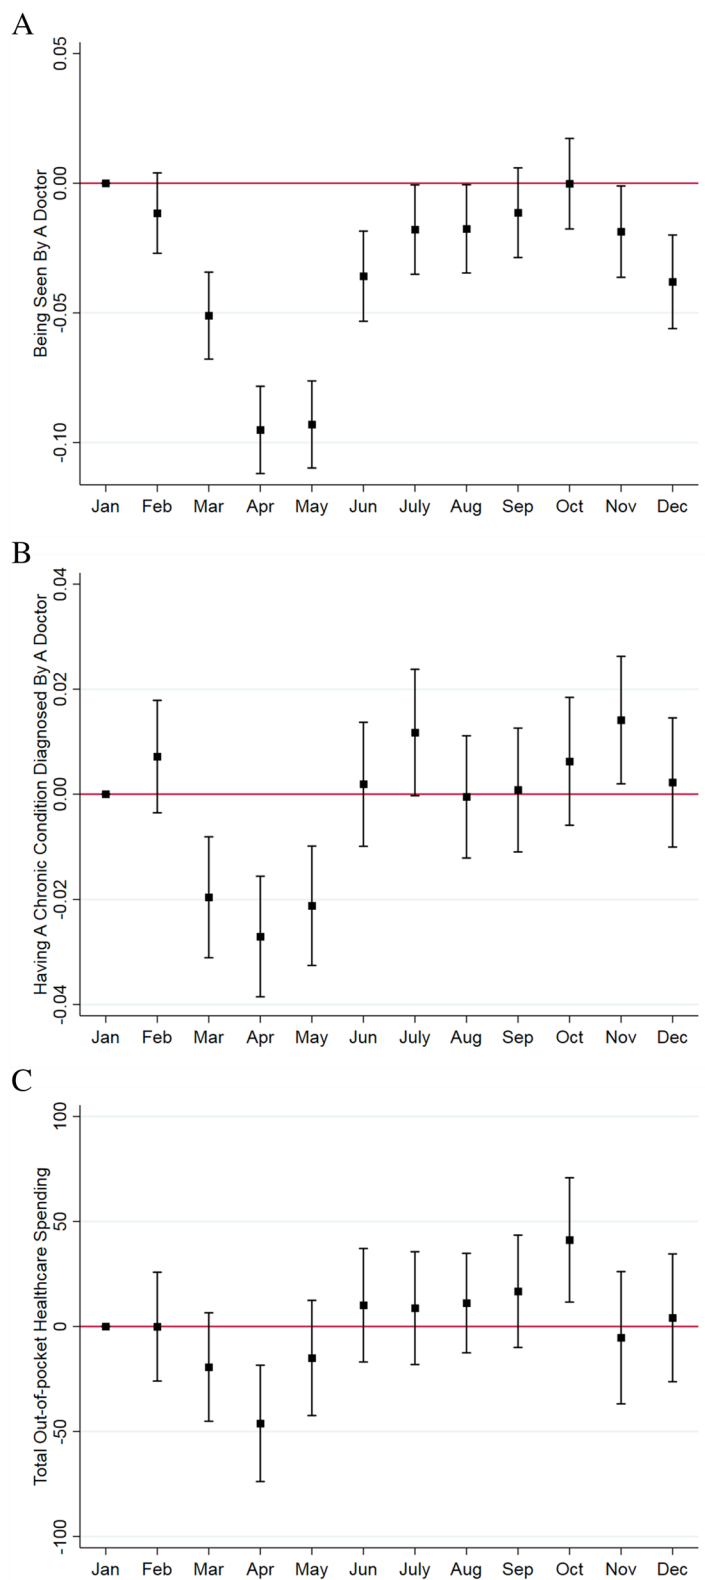 A
Being Seen By A Doctor
0.05
0.00
-0.05
-0.10
Jan Feb Mar Apr May Jun July Aug Sep Oct Nov Dec
B
Having A Chronic Condition Diagnosed By A Doctor
0.04
0.02
0.00
-0.02
-0.04
Jan Feb Mar Apr May Jun July Aug Sep Oct Nov Dec
C
Total Out-of-pocket Healthcare Spending
100
50
0
-50
-100
Jan Feb Mar Apr May Jun July Aug Sep Oct Nov Dec